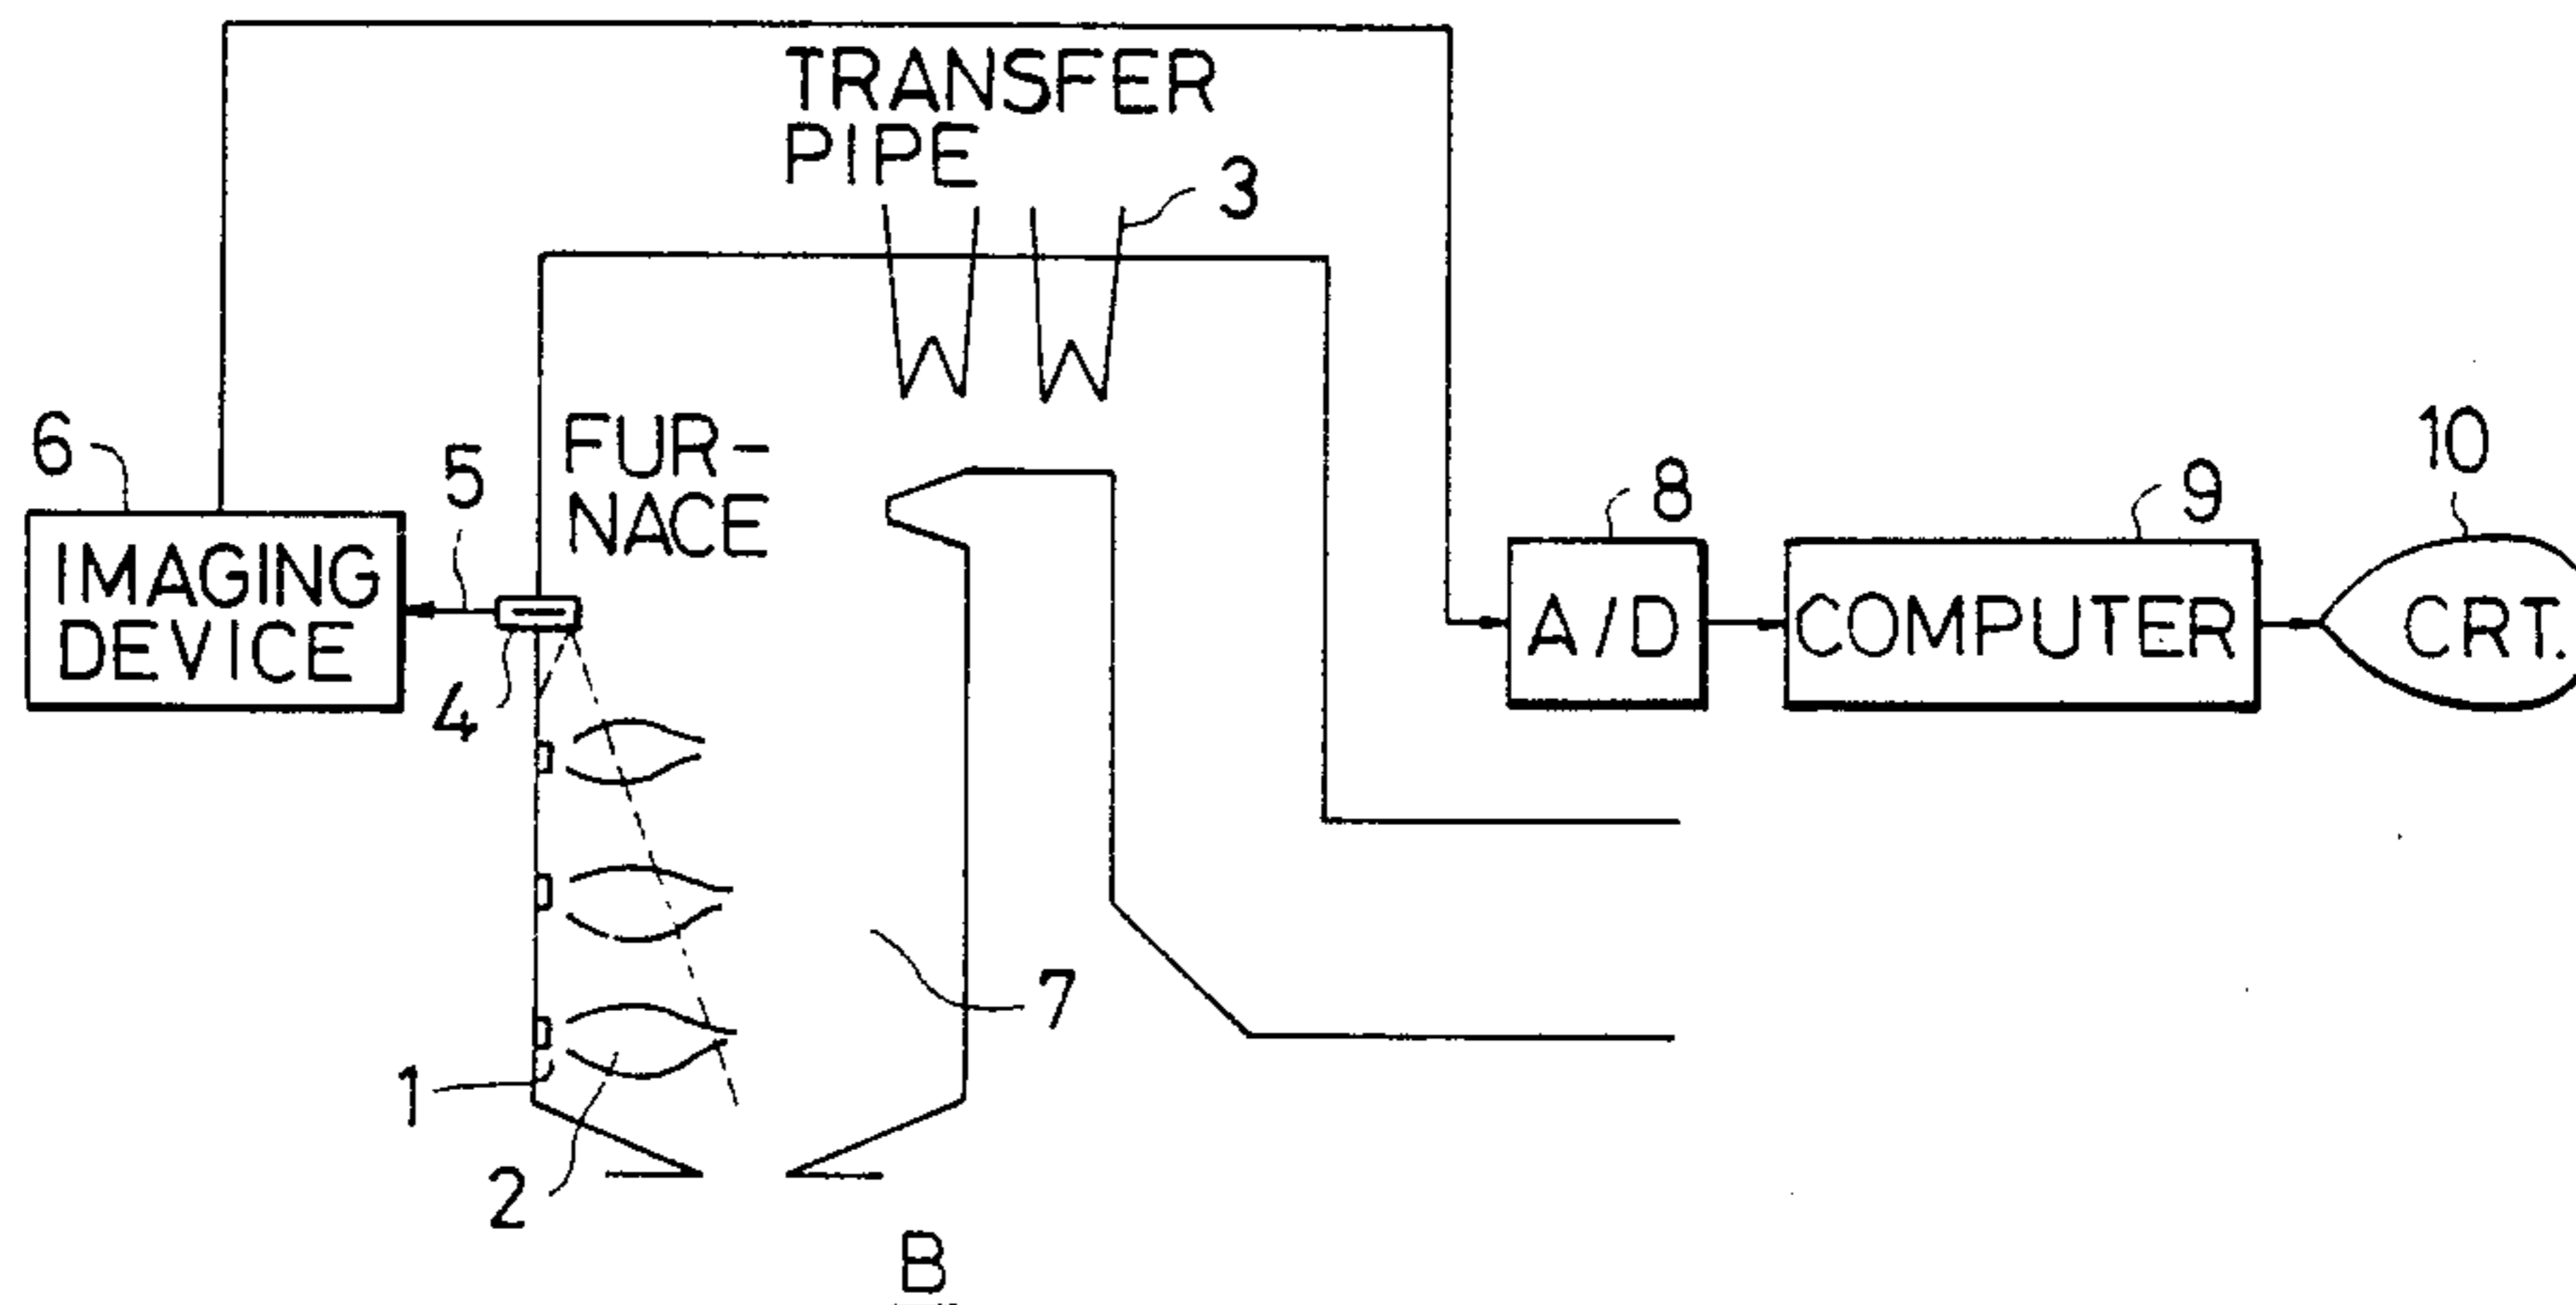 TRANSFER
PIPE
3
FUR-
NACE
6
5
IMAGING
DEVICE
4
8
9
10
A/D
COMPUTER
CRT.
7
1
2
B